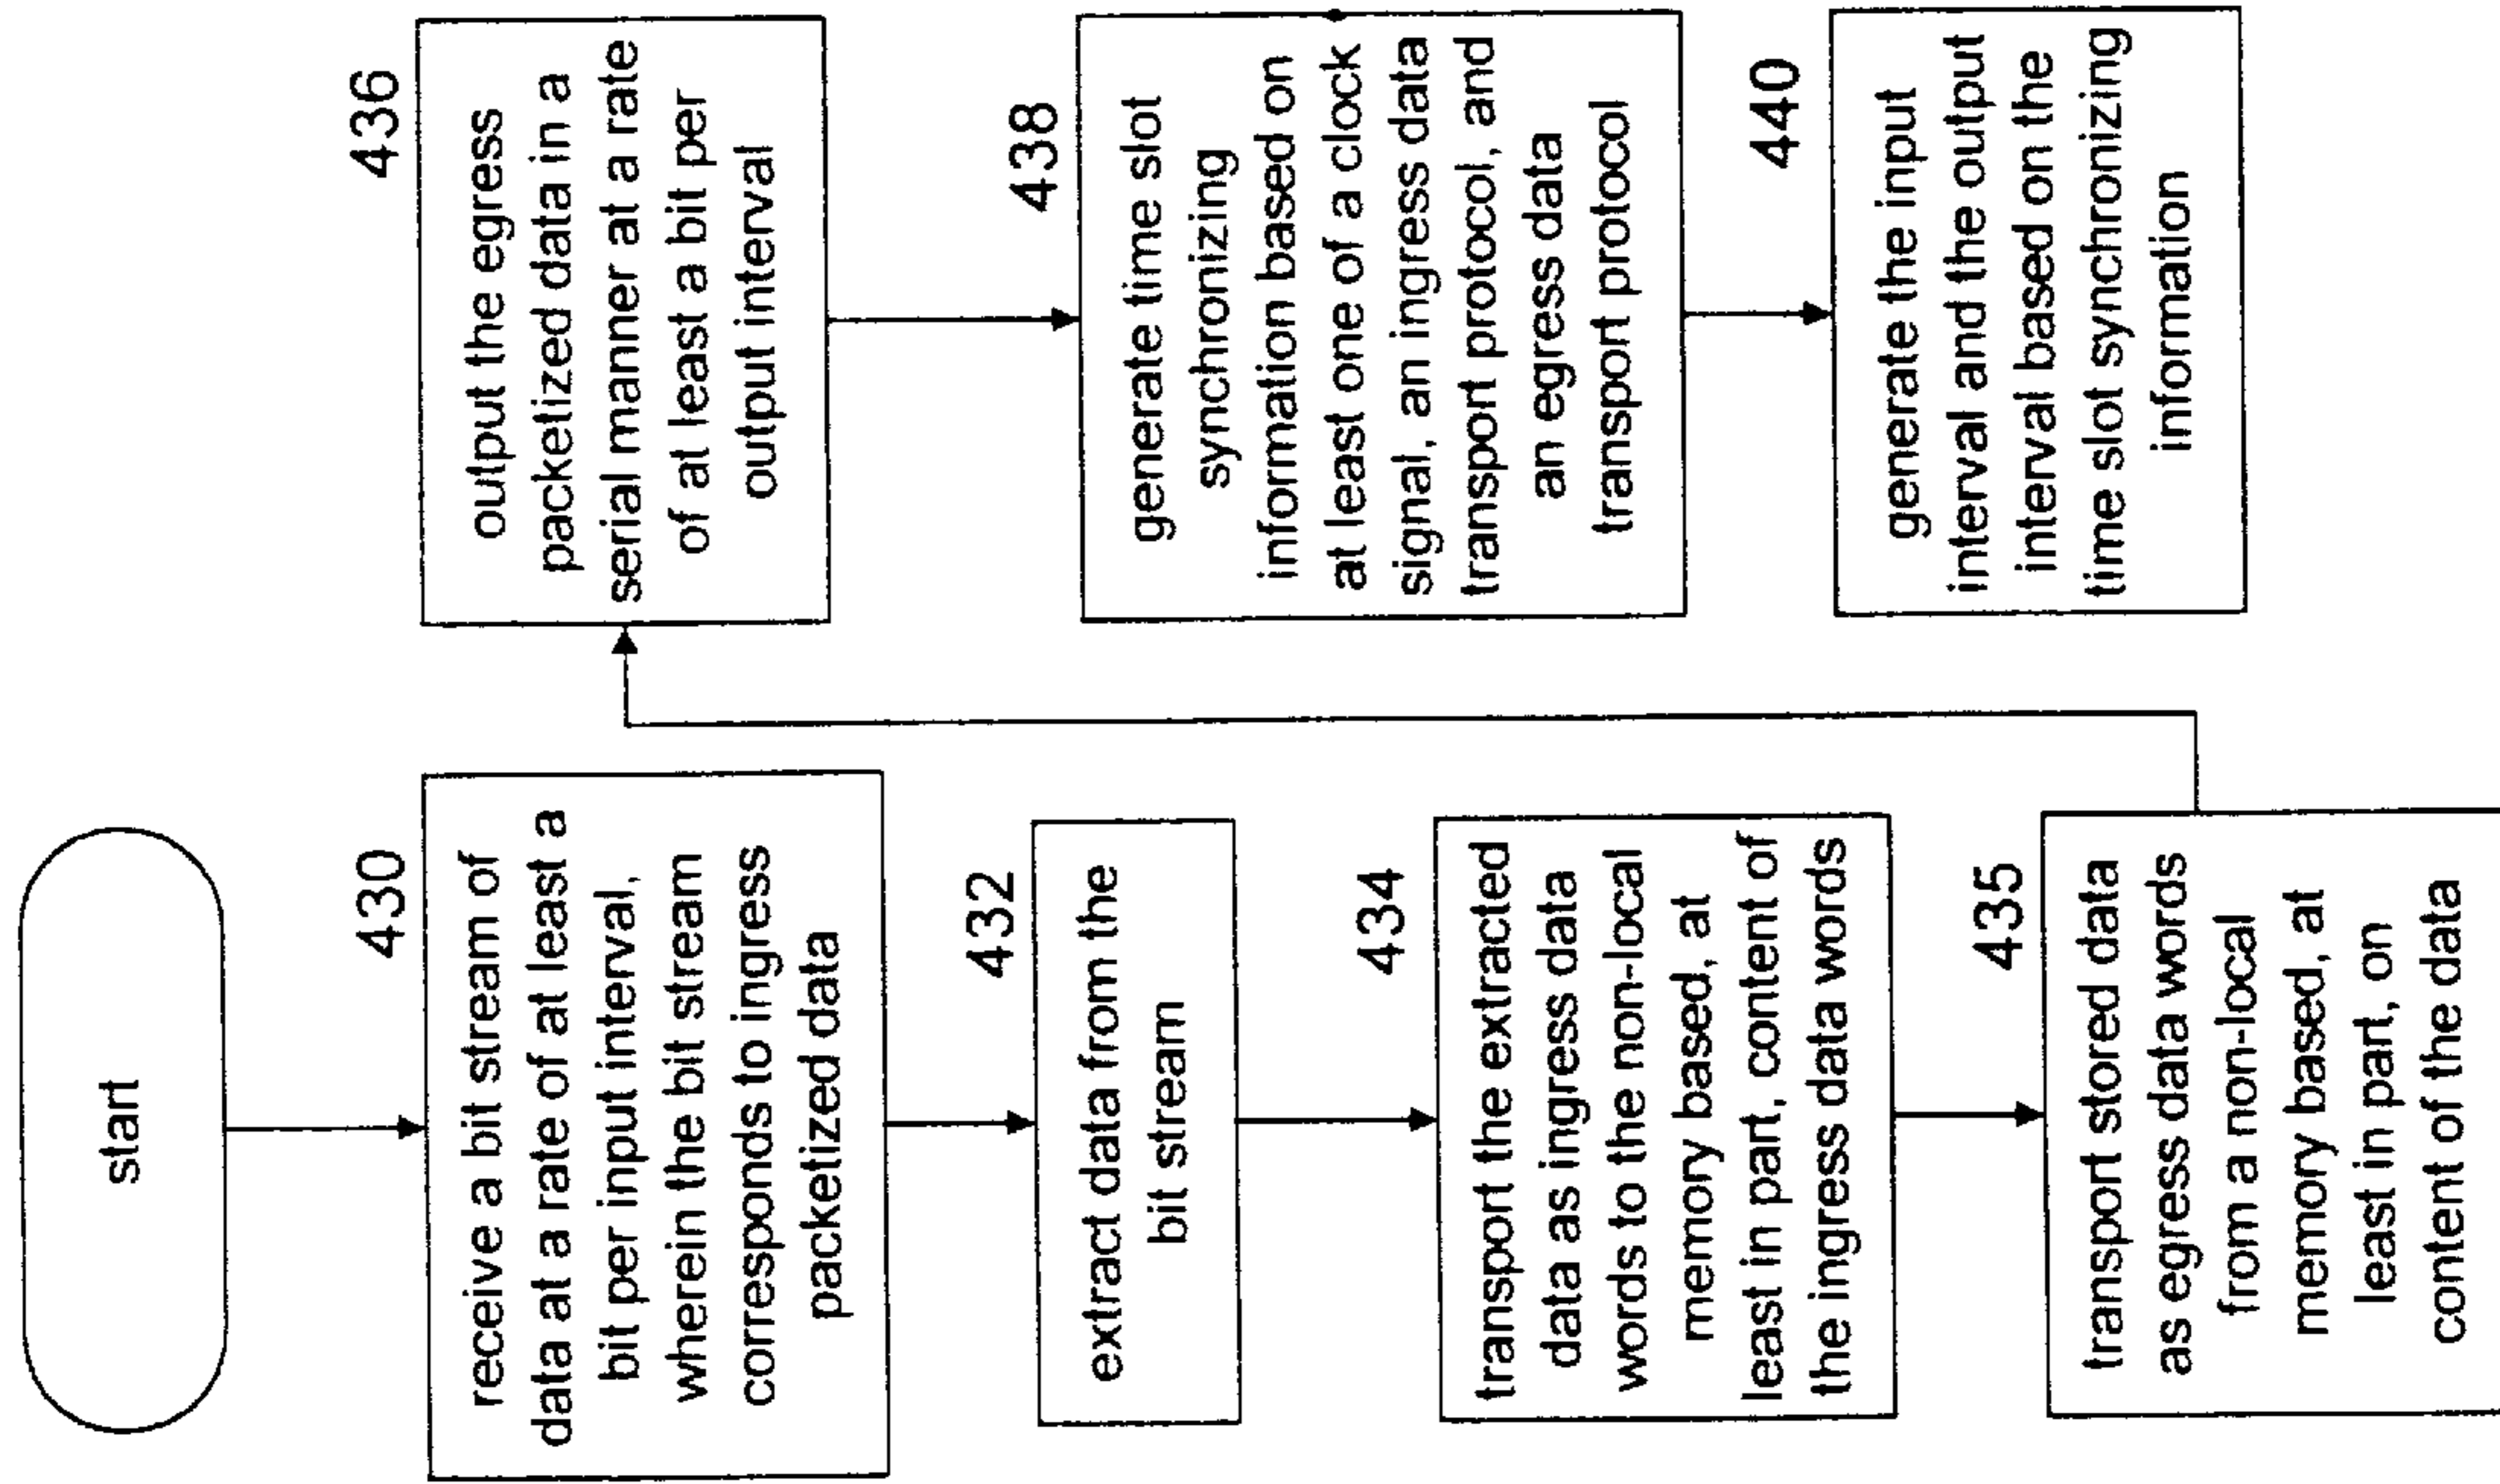 start
430
receive a bit stream of
data at a rate of at least a
bit per input interval,
wherein the bit stream
corresponds to ingress
packetized data
432
extract data from the
bit stream
434
transport the extracted
data as ingress data
words to the non-local
memory based, at
least in part, content of
the ingress data words
435
transport stored data
as egress data words
from a non-local
memory based, at
least in part, on
content of the data
436
output the egress
packetized data in a
serial manner at a rate
of at least a bit per
output interval
438
generate time slot
synchronizing
information based on
at least one of a clock
signal, an ingress data
transport protocol, and
an egress data
transport protocol
440
generate the input
interval and the output
interval based on the
time slot synchronizing
information